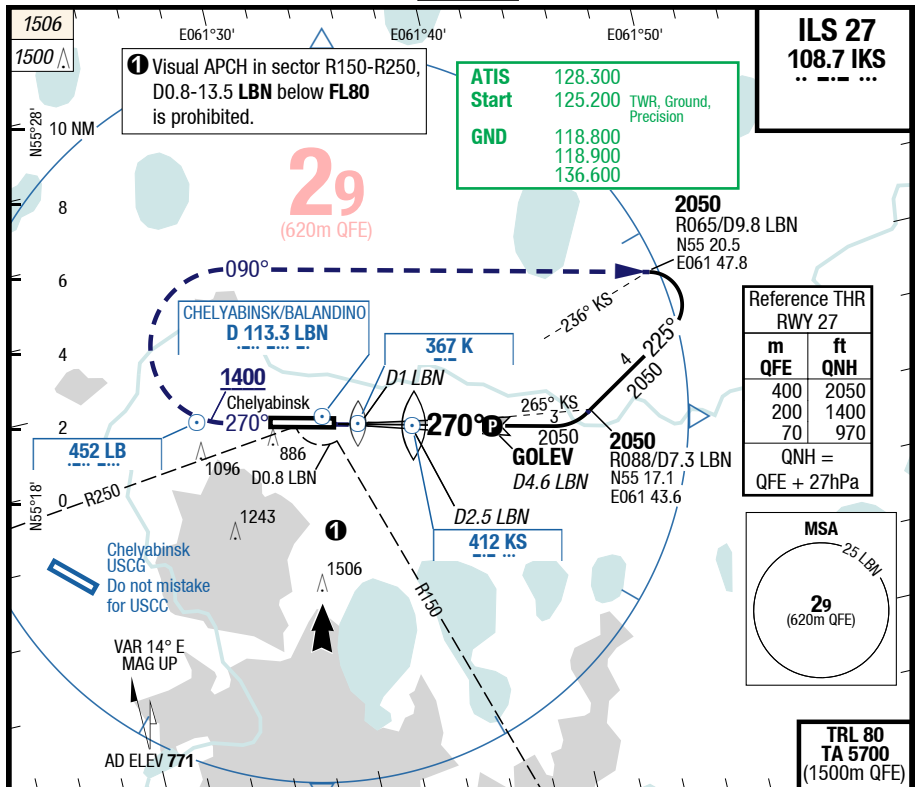 1506
1500
E061°30'
E061°40'
E061°50'
ILS 27
108.7 IKS
❶ Visual APCH in sector R150-R250,
D0.8-13.5 LBN below FL80
is prohibited.
ATIS 128.300
Start 125.200 TWR, Ground,
Precision
GND 118.800
118.900
136.600
N55°28'
10 NM
8
6
4
2
0
N55°18'
29
(620m QFE)
2050
R065/D9.8 LBN
N55 20.5
E061 47.8
090°
236° KS
225°
4
2050
CHELYABINSK/BALANDINO
D 113.3 LBN
367 K
D1 LBN
1400
Chelyabinsk
270°
270°
P
265° KS
3
2050
GOLEV
D4.6 LBN
2050
R088/D7.3 LBN
N55 17.1
E061 43.6
452 LB
1096
886
D0.8 LBN
D2.5 LBN
412 KS
R250
1243
❶
1506
R150
Chelyabinsk
USCG
Do not mistake
for USCC
VAR 14° E
MAG UP
AD ELEV 771
Reference THR
RWY 27
m ft
QFE QNH
400 2050
200 1400
70 970
QNH =
QFE + 27hPa
MSA
25 LBN
29
(620m QFE)
TRL 80
TA 5700
(1500m QFE)